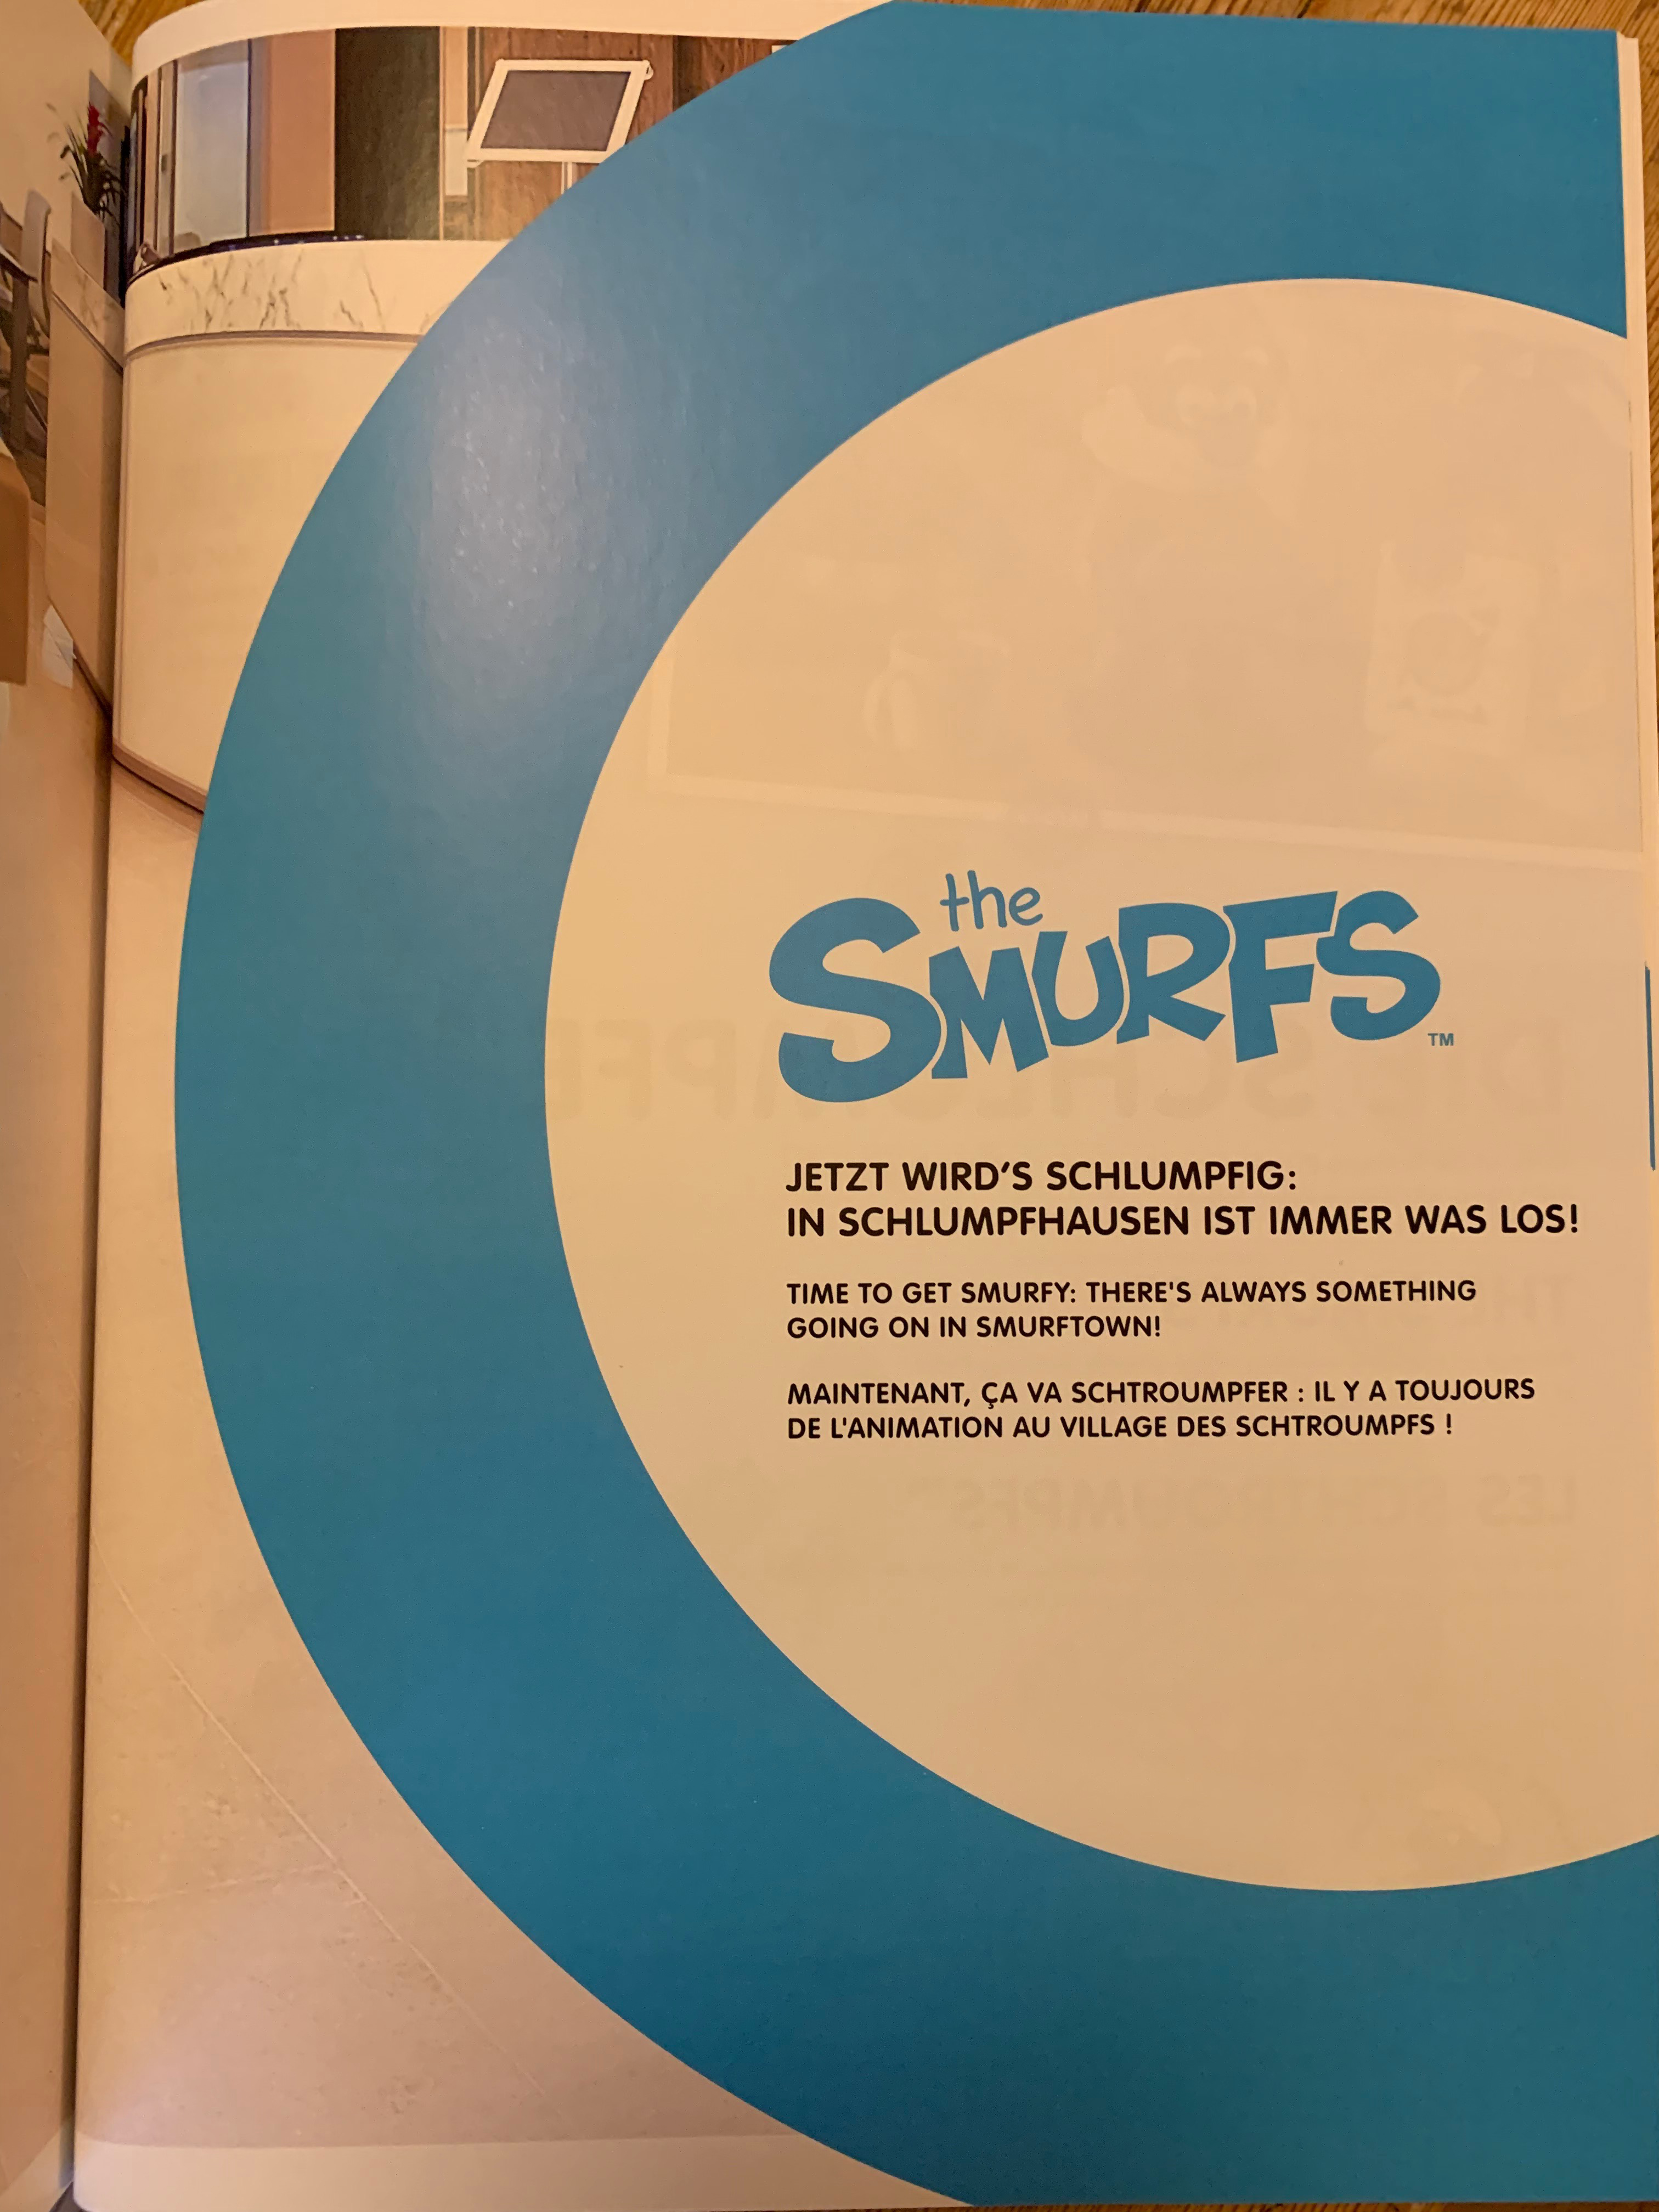 the
SMURFS
TM
JETZT WIRD'S SCHLUMPFIG:
IN SCHLUMPFHAUSEN IST IMMER WAS LOS!
TIME TO GET SMURFY: THERE'S ALWAYS SOMETHING
GOING ON IN SMURFTOWN!
MAINTENANT, ÇA VA SCHTROUMPFER : IL Y A TOUJOURS
DE L'ANIMATION AU VILLAGE DES SCHTROUMPFS !